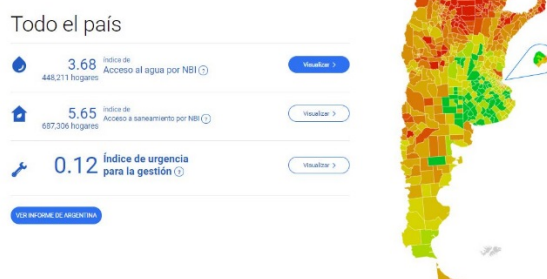 Todo el país
3.68
448,211 hogares
índice de
Acceso al agua por NBI ?
Visualizar >
5.65
687,306 hogares
índice de
Acceso a saneamiento por NBI ?
Visualizar >
0.12
Índice de urgencia
para la gestión ?
Visualizar >
VER INFORME DE ARGENTINA